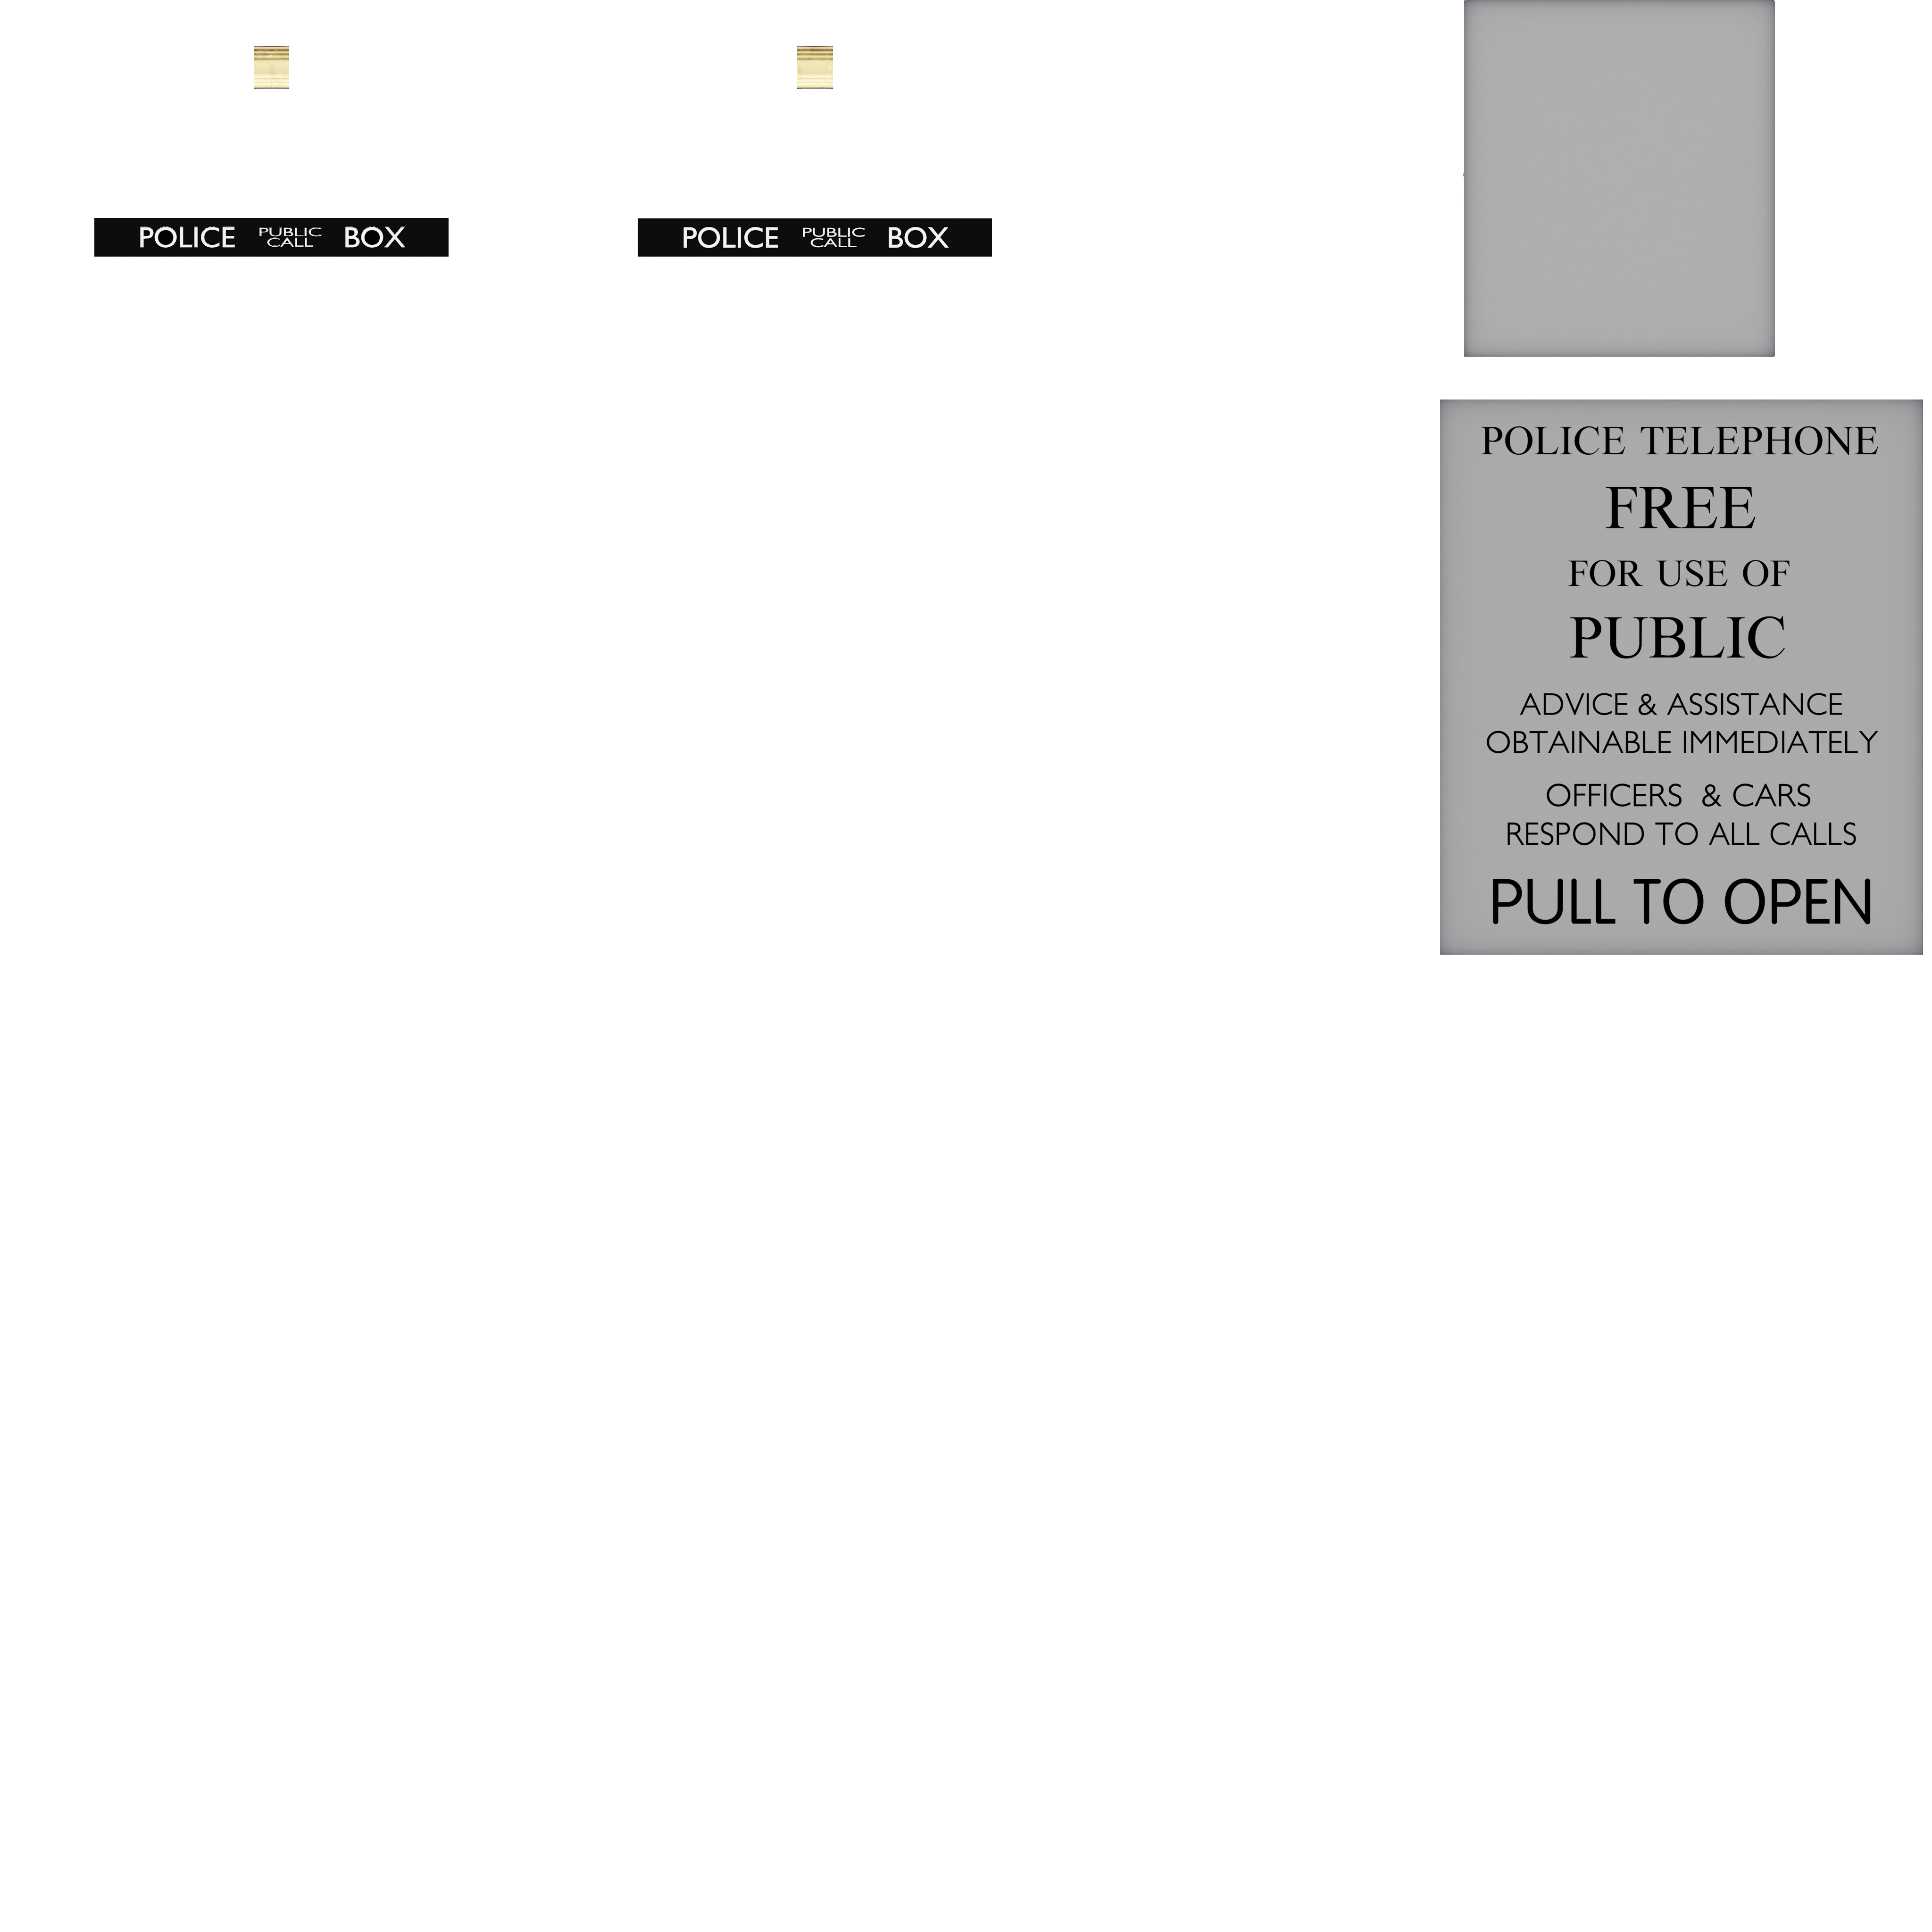 POLICE PUBLIC CALL BOX
POLICE PUBLIC CALL BOX
POLICE TELEPHONE
FREE
FOR USE OF
PUBLIC
ADVICE & ASSISTANCE
OBTAINABLE IMMEDIATELY
OFFICERS & CARS
RESPOND TO ALL CALLS
PULL TO OPEN